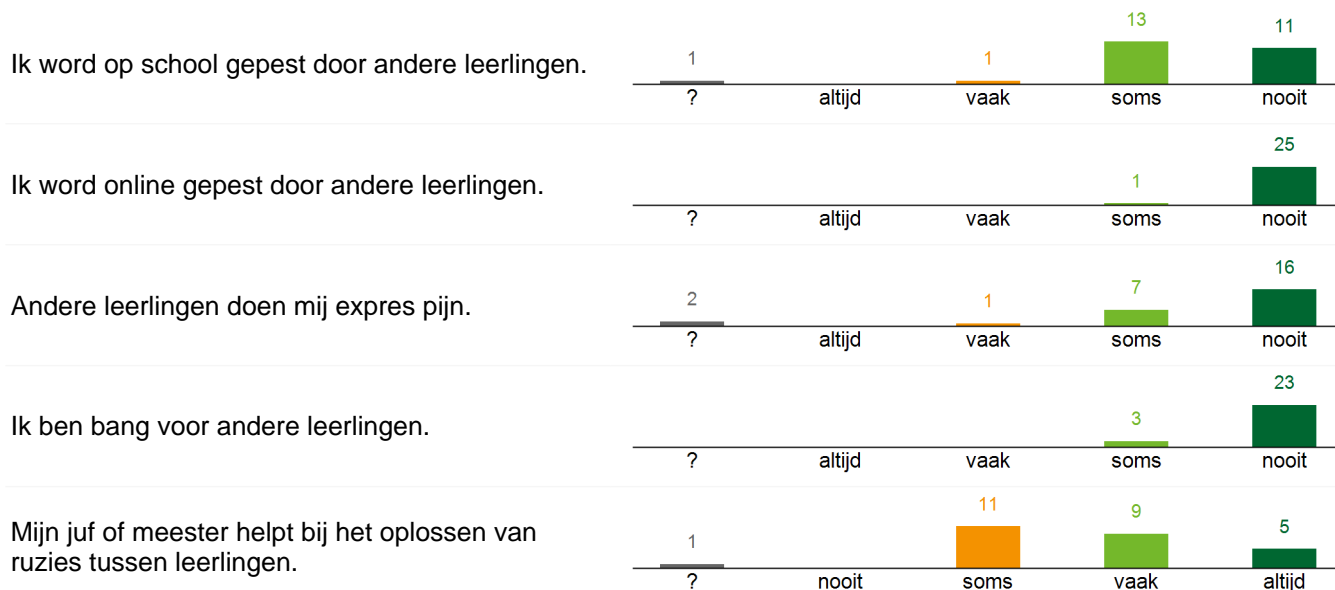 13
11
1
1
Ik word op school gepest door andere leerlingen.
? altijd vaak soms nooit
25
1
Ik word online gepest door andere leerlingen.
? altijd vaak soms nooit
16
7
2
1
Andere leerlingen doen mij expres pijn.
? altijd vaak soms nooit
23
3
Ik ben bang voor andere leerlingen.
? altijd vaak soms nooit
11
9
5
1
Mijn juf of meester helpt bij het oplossen van
ruzies tussen leerlingen.
? nooit soms vaak altijd